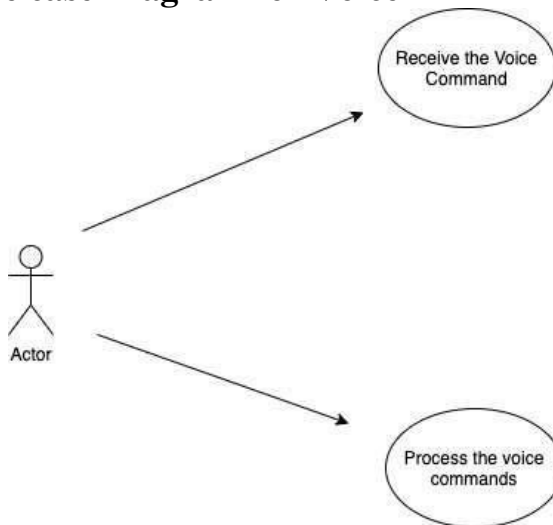 Receive the Voice
Command
Actor
Process the voice
commands